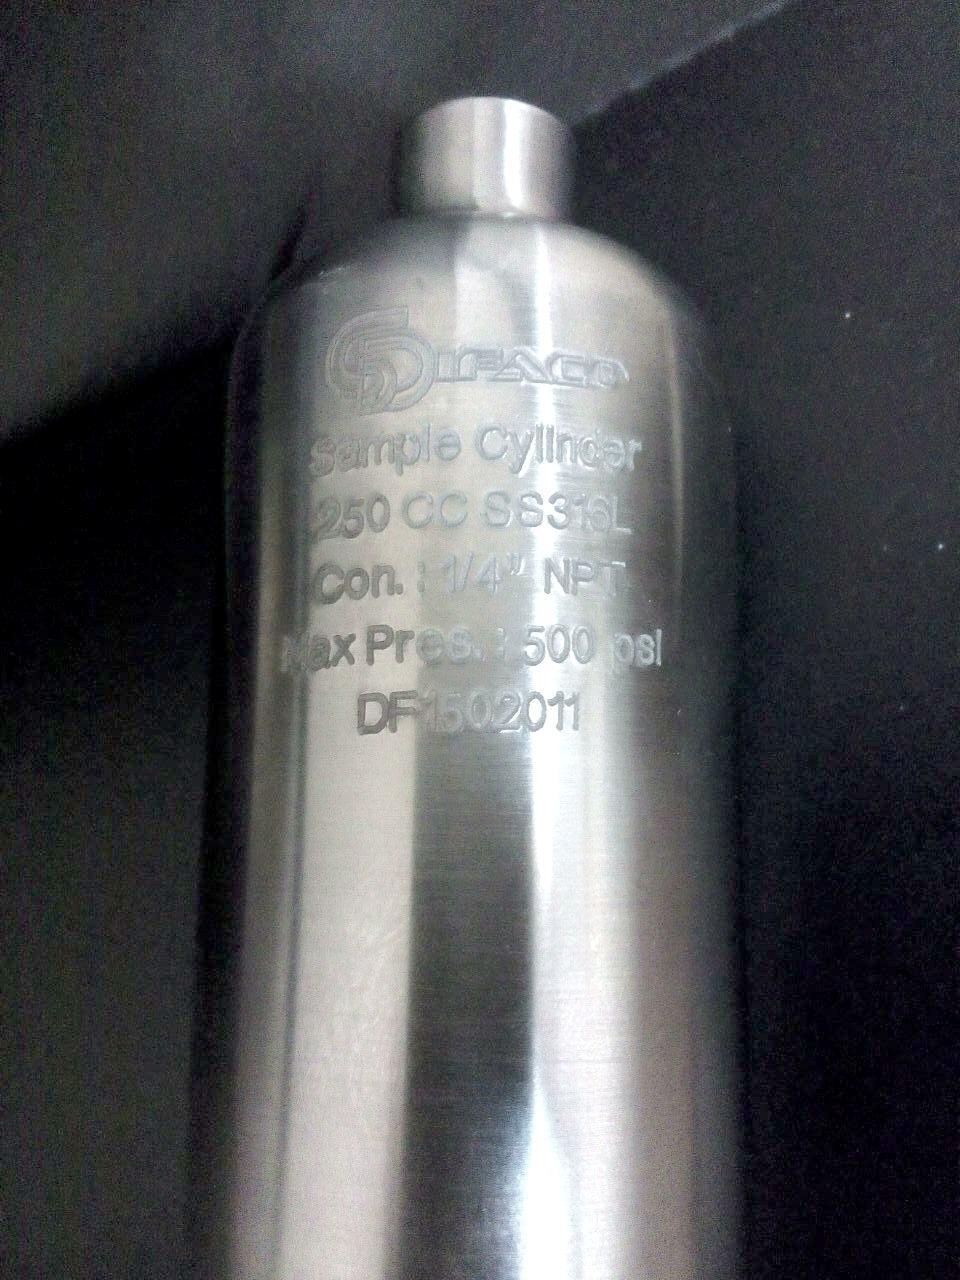 DIFACO
Sample Cylinder
250 CC SS316L
Con. : 1/4" NPT
Max Pres. : 500 psi
DF1502011